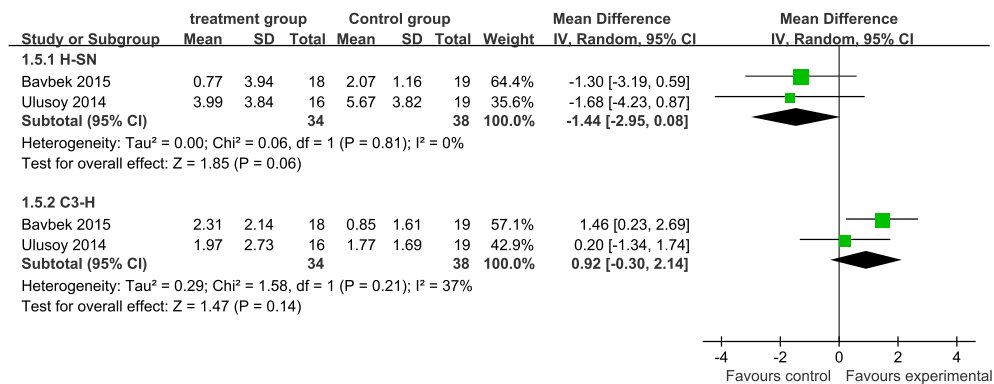 treatment group Control group Mean Difference Mean Difference
Study or Subgroup Mean SD Total Mean SD Total Weight IV, Random, 95% CI IV, Random, 95% CI
1.5.1 H-SN
Bavbek 2015 0.77 3.94 18 2.07 1.16 19 64.4% -1.30 [-3.19, 0.59]
Ulusoy 2014 3.99 3.84 16 5.67 3.82 19 35.6% -1.68 [-4.23, 0.87]
Subtotal (95% CI) 34 38 100.0% -1.44 [-2.95, 0.08]
Heterogeneity: Tau² = 0.00; Chi² = 0.06, df = 1 (P = 0.81); I² = 0%
Test for overall effect: Z = 1.85 (P = 0.06)
1.5.2 C3-H
Bavbek 2015 2.31 2.14 18 0.85 1.61 19 57.1% 1.46 [0.23, 2.69]
Ulusoy 2014 1.97 2.73 16 1.77 1.69 19 42.9% 0.20 [-1.34, 1.74]
Subtotal (95% CI) 34 38 100.0% 0.92 [-0.30, 2.14]
Heterogeneity: Tau² = 0.29; Chi² = 1.58, df = 1 (P = 0.21); I² = 37%
Test for overall effect: Z = 1.47 (P = 0.14)
-4 -2 0 2 4
Favours control Favours experimental